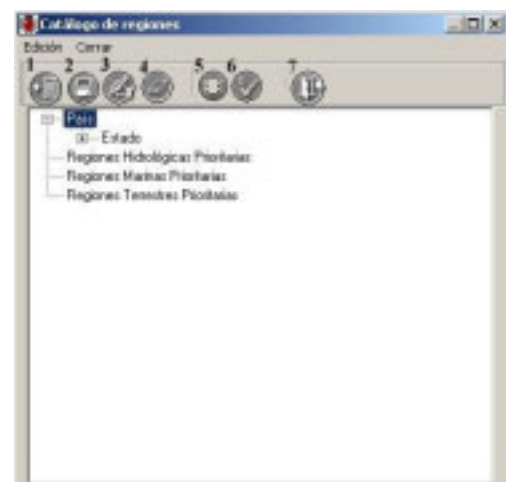 Catálogo de regiones
Edición Cerrar
1 2 3 4 5 6 7
País
Estado
Regiones Hidrológicas Prioritarias
Regiones Marinas Prioritarias
Regiones Terrestres Prioritarias